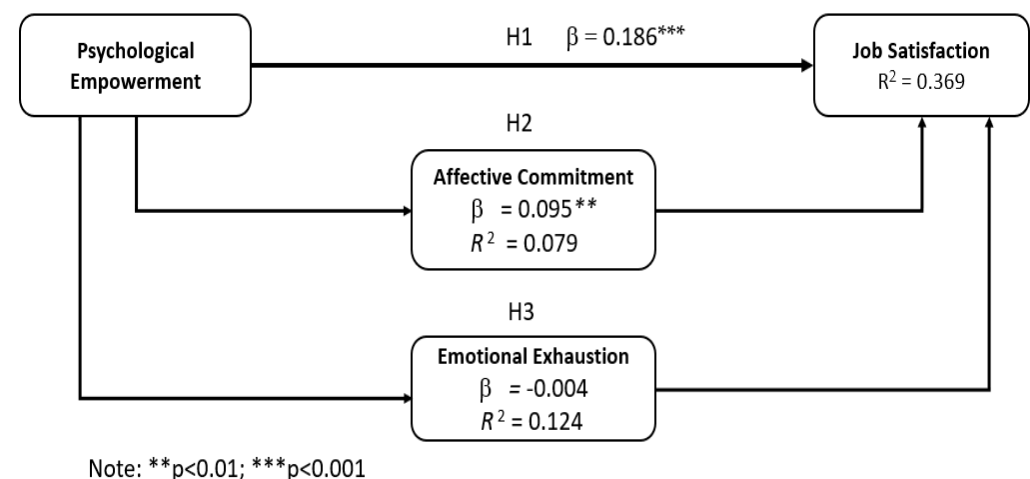 Psychological
Empowerment
H1 β = 0.186***
Job Satisfaction
R² = 0.369
H2
Affective Commitment
β = 0.095**
R² = 0.079
H3
Emotional Exhaustion
β = -0.004
R² = 0.124
Note: **p<0.01; ***p<0.001